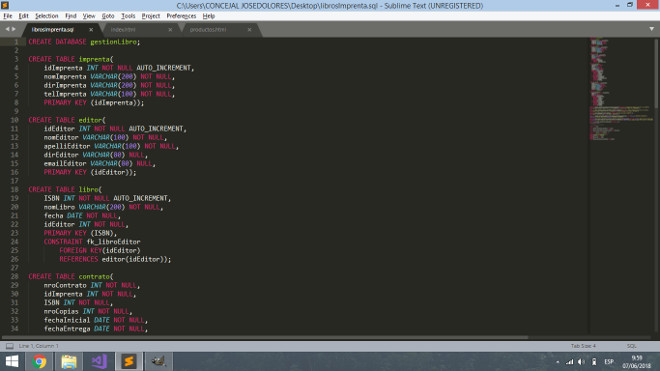 C:\Users\CONCEJAL JOSEDOLORES\Desktop\librosImprenta.sql - Sublime Text (UNREGISTERED)
File Edit Selection Find View Goto Tools Project Preferences Help
librosImprenta.sql
index.html
productos.html
1 CREATE DATABASE gestionLibro;
2
3 CREATE TABLE imprenta(
4 idImprenta INT NOT NULL AUTO_INCREMENT,
5 nomImprenta VARCHAR(200) NOT NULL,
6 dirImprenta VARCHAR(200) NOT NULL,
7 telImprenta VARCHAR(100) NOT NULL,
8 PRIMARY KEY (idImprenta));
9
10 CREATE TABLE editor(
11 idEditor INT NOT NULL AUTO_INCREMENT,
12 nomEditor VARCHAR(100) NOT NULL,
13 apelliEditor VARCHAR(100) NOT NULL,
14 dirEditor VARCHAR(80) NULL,
15 emailEditor VARCHAR(80) NULL,
16 PRIMARY KEY (idEditor));
17
18 CREATE TABLE libro(
19 ISBN INT NOT NULL AUTO_INCREMENT,
20 nomLibro VARCHAR(200) NOT NULL,
21 fecha DATE NOT NULL,
22 idEditor INT NOT NULL,
23 PRIMARY KEY (ISBN),
24 CONSTRAINT fk_libroEditor
25 FOREIGN KEY(idEditor)
26 REFERENCES editor(idEditor));
27
28 CREATE TABLE contrato(
29 nroContrato INT NOT NULL,
30 idImprenta INT NOT NULL,
31 ISBN INT NOT NULL,
32 nroCopias INT NOT NULL,
33 fechaInicial DATE NOT NULL,
34 fechaEntrega DATE NOT NULL,
Line 1, Column 1
Tab Size: 4
SQL
ESP
9:59
07/06/2018